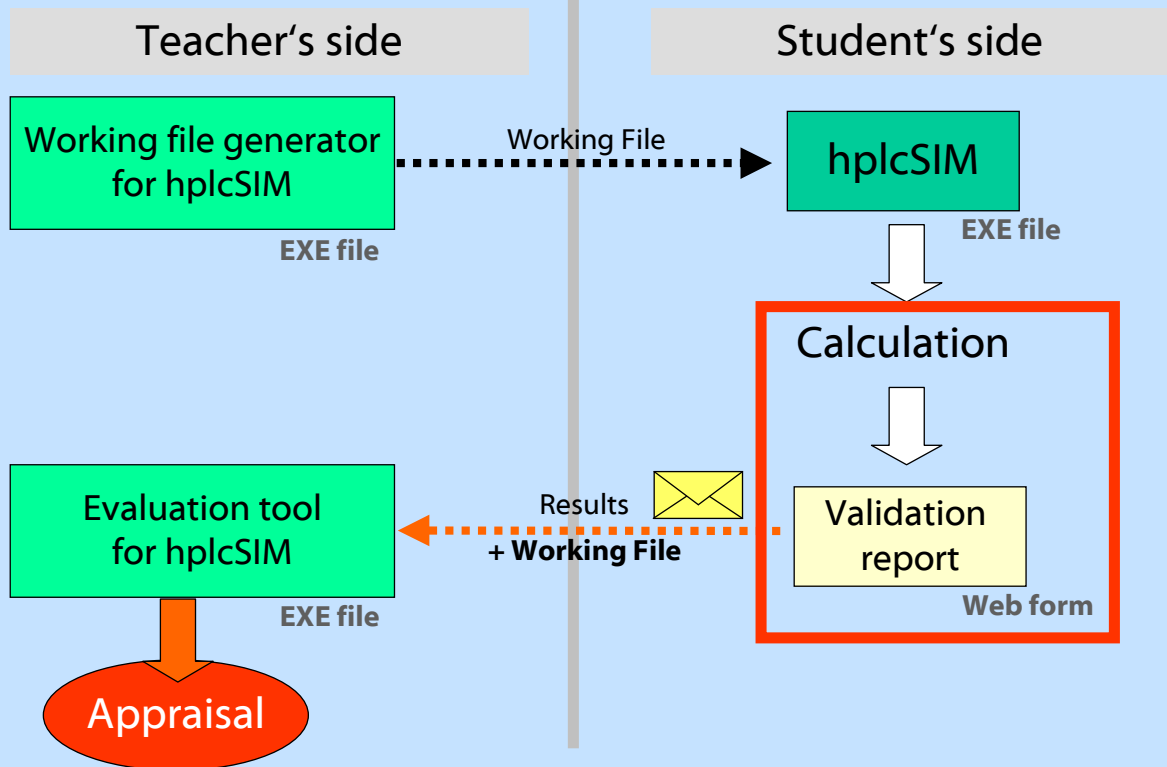 Teacher‘s side
Student‘s side
Working file generator
for hplcSIM
EXE file
Working File
hplcSIM
EXE file
Calculation
Validation
report
Web form
Results
+ Working File
Evaluation tool
for hplcSIM
EXE file
Appraisal